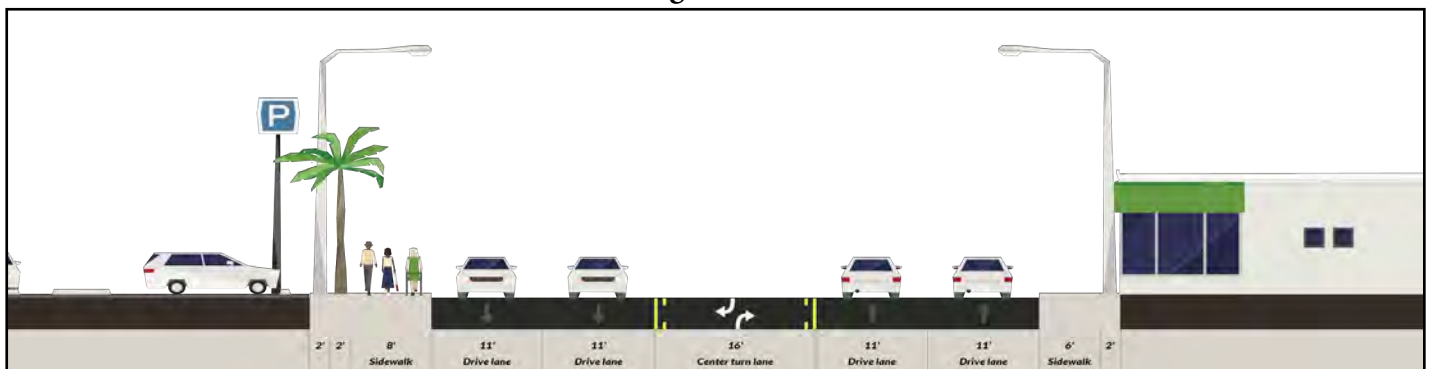 P
2' 2' 8' 11' 11' 16' 11' 11' 6' 2'
Sidewalk Drive lane Drive lane Center turn lane Drive lane Drive lane Sidewalk